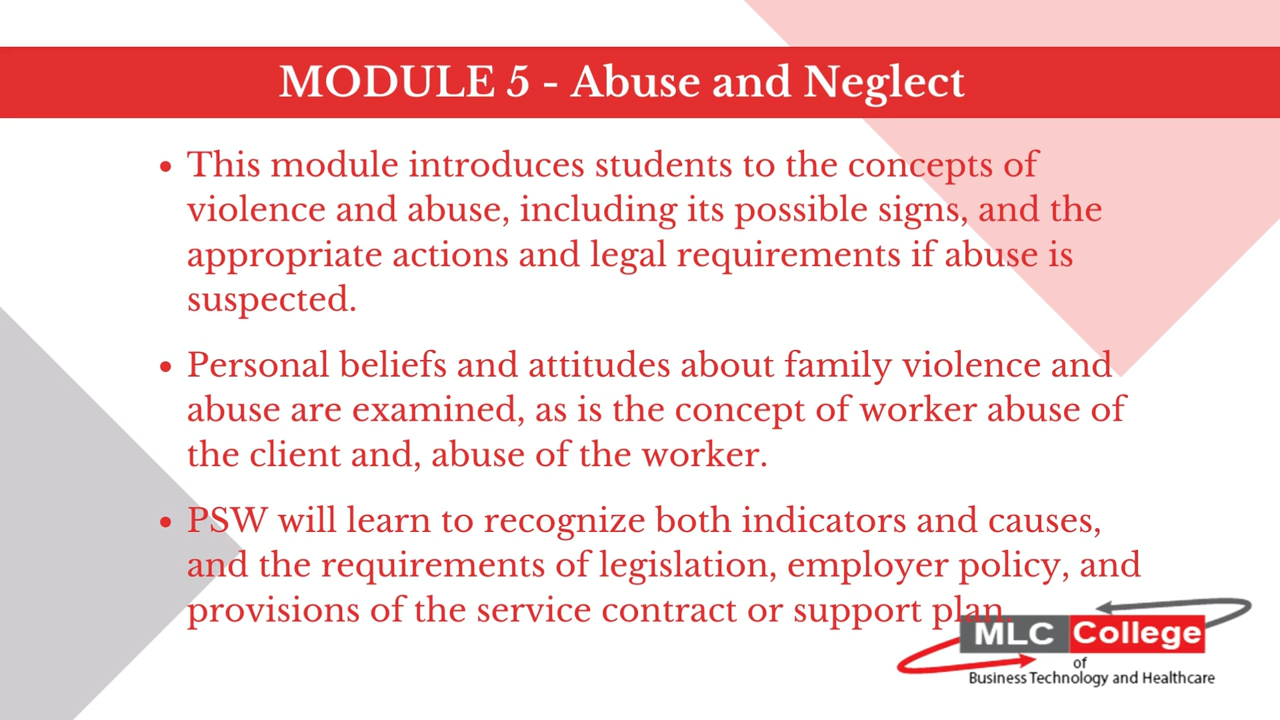 MODULE 5 - Abuse and Neglect
• This module introduces students to the concepts of
violence and abuse, including its possible signs, and the
appropriate actions and legal requirements if abuse is
suspected.
• Personal beliefs and attitudes about family violence and
abuse are examined, as is the concept of worker abuse of
the client and, abuse of the worker.
• PSW will learn to recognize both indicators and causes,
and the requirements of legislation, employer policy, and
provisions of the service contract or support plan.
MLC College
of
Business Technology and Healthcare